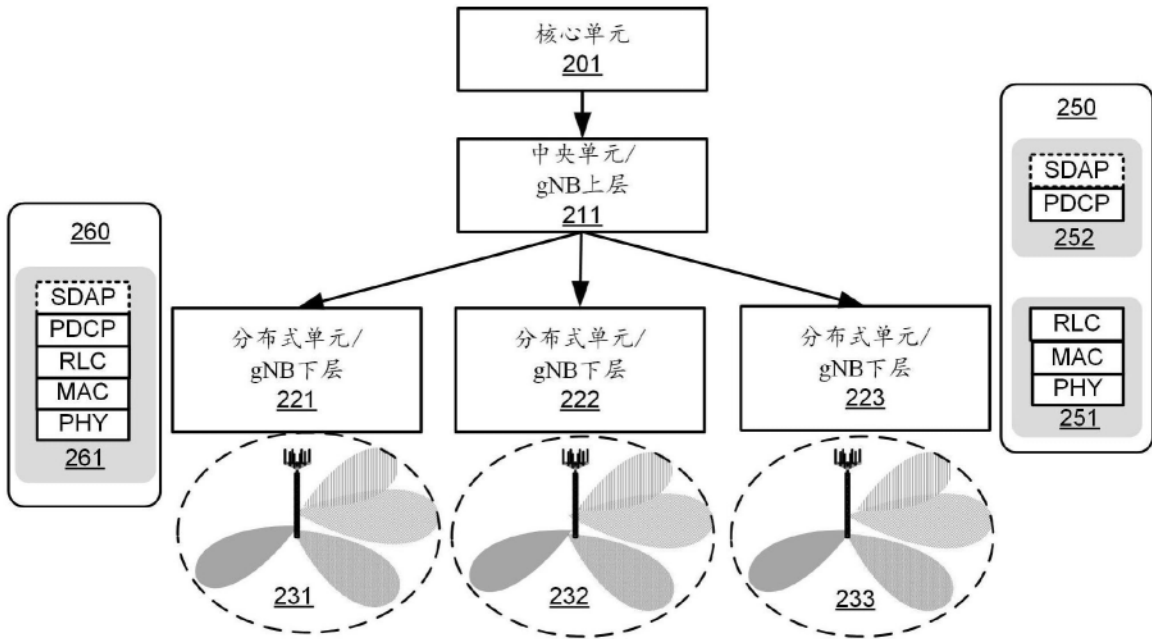 核心单元
201
中央单元/
gNB上层
211
260
SDAP
PDCP
RLC
MAC
PHY
261
分布式单元/
gNB下层
221
分布式单元/
gNB下层
222
分布式单元/
gNB下层
223
250
SDAP
PDCP
252
RLC
MAC
PHY
251
231
232
233